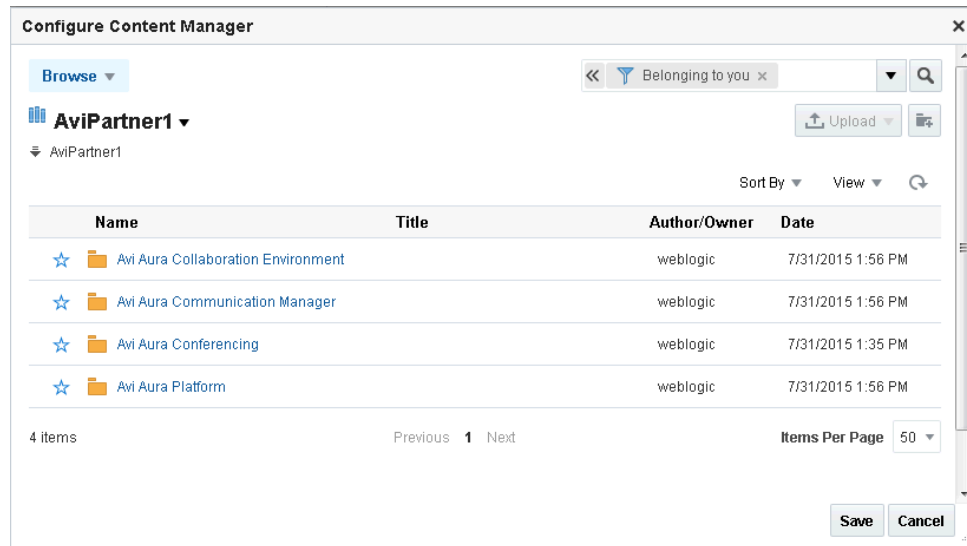 Configure Content Manager
Browse
Belonging to you
AviPartner1
Upload
AviPartner1
Sort By View
Name Title Author/Owner Date
Avi Aura Collaboration Environment weblogic 7/31/2015 1:56 PM
Avi Aura Communication Manager weblogic 7/31/2015 1:56 PM
Avi Aura Conferencing weblogic 7/31/2015 1:35 PM
Avi Aura Platform weblogic 7/31/2015 1:56 PM
4 items Previous 1 Next Items Per Page 50
Save Cancel